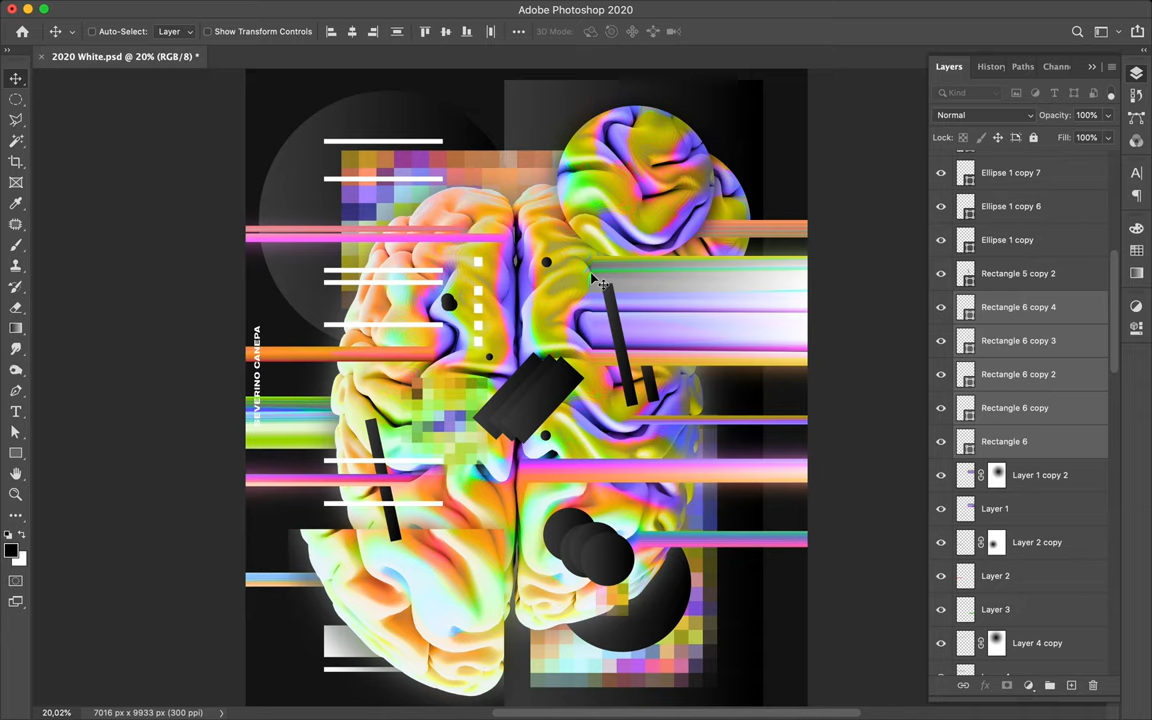 Adobe Photoshop 2020
Auto-Select: Layer Show Transform Controls 3D Mode:
2020 White.psd @ 20% (RGB/8) *
Layers History Paths Chann
Kind
Normal Opacity: 100%
Lock: Fill: 100%
Ellipse 1 copy 7
Ellipse 1 copy 6
Ellipse 1 copy
Rectangle 5 copy 2
Rectangle 6 copy 4
Rectangle 6 copy 3
Rectangle 6 copy 2
Rectangle 6 copy
Rectangle 6
Layer 1 copy 2
Layer 1
Layer 2 copy
Layer 2
Layer 3
Layer 4 copy
SEVERINO CANEPA
20,02% 7016 px x 9933 px (300 ppi)